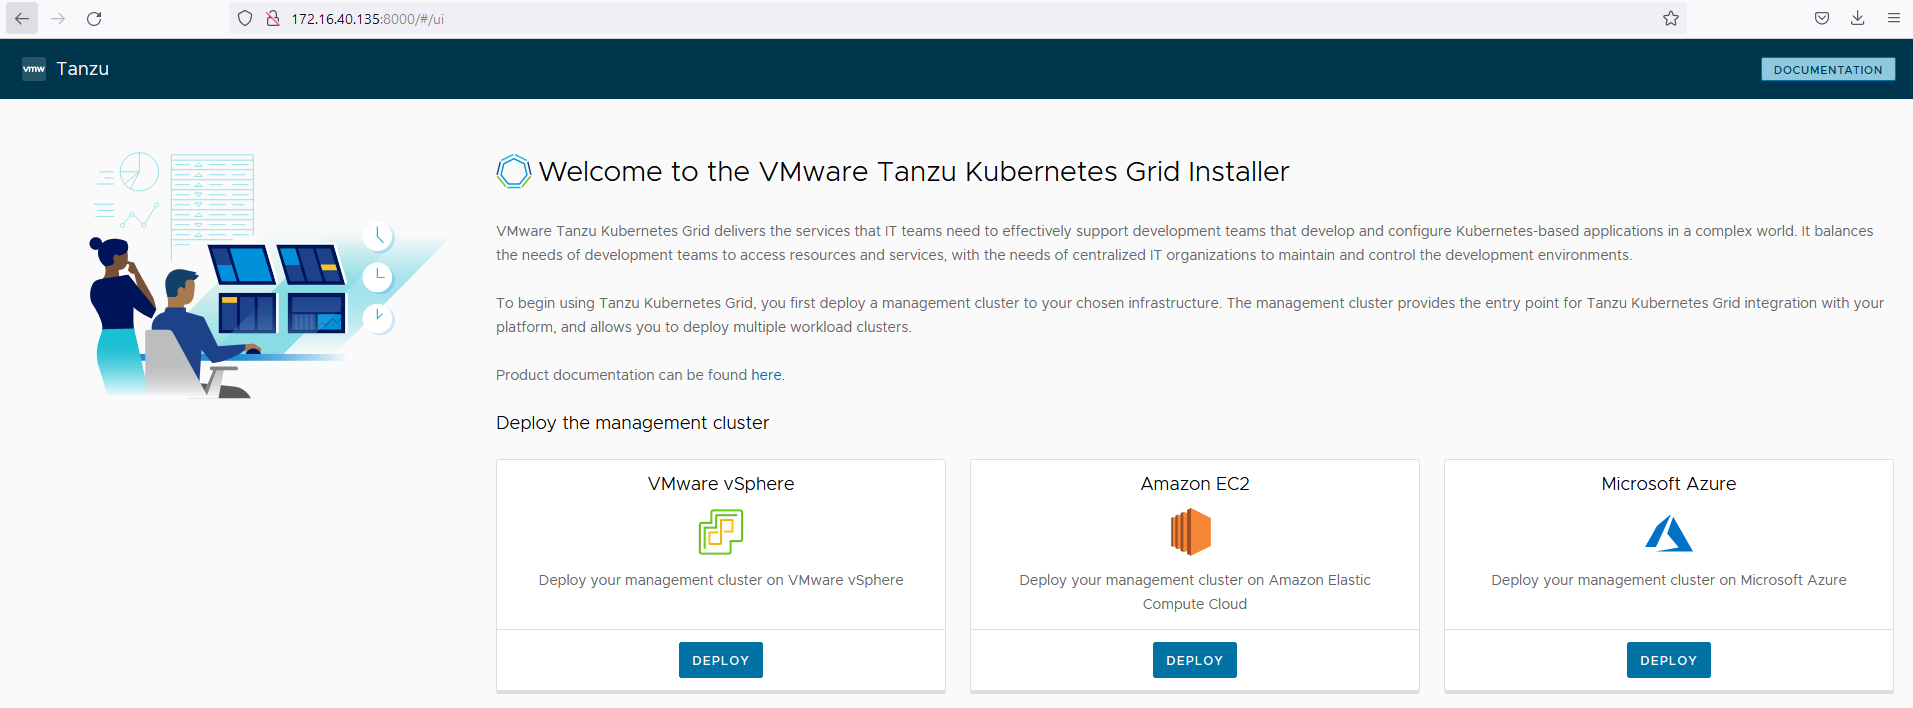 172.16.40.135:8000/#/ui
vmw Tanzu
DOCUMENTATION
Welcome to the VMware Tanzu Kubernetes Grid Installer
VMware Tanzu Kubernetes Grid delivers the services that IT teams need to effectively support development teams that develop and configure Kubernetes-based applications in a complex world. It balances
the needs of development teams to access resources and services, with the needs of centralized IT organizations to maintain and control the development environments.
To begin using Tanzu Kubernetes Grid, you first deploy a management cluster to your chosen infrastructure. The management cluster provides the entry point for Tanzu Kubernetes Grid integration with your
platform, and allows you to deploy multiple workload clusters.
Product documentation can be found here.
Deploy the management cluster
VMware vSphere
Deploy your management cluster on VMware vSphere
DEPLOY
Amazon EC2
Deploy your management cluster on Amazon Elastic
Compute Cloud
DEPLOY
Microsoft Azure
Deploy your management cluster on Microsoft Azure
DEPLOY